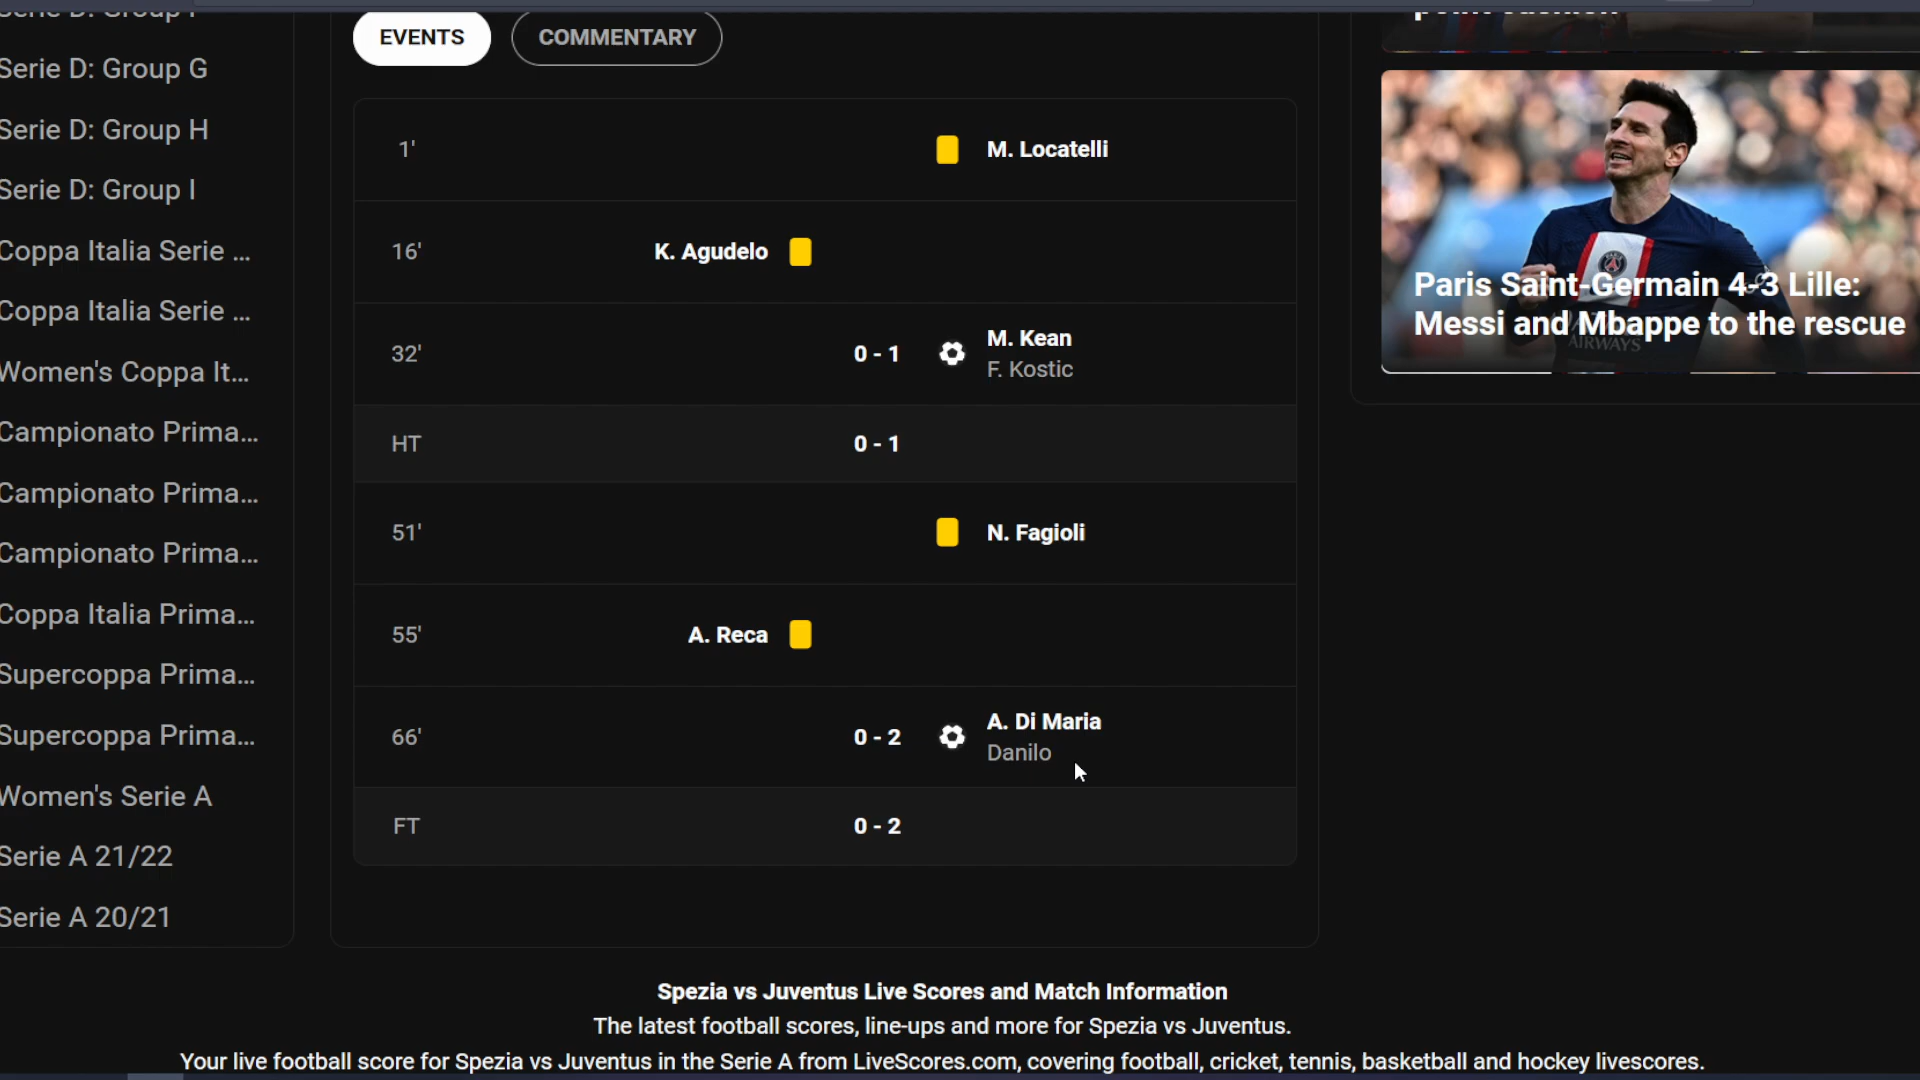 Serie D: Group G
Serie D: Group H
Serie D: Group I
Coppa Italia Serie ...
Coppa Italia Serie ...
Women's Coppa It...
Campionato Prima...
Campionato Prima...
Campionato Prima...
Coppa Italia Prima...
Supercoppa Prima...
Supercoppa Prima...
Women's Serie A
Serie A 21/22
Serie A 20/21
EVENTS COMMENTARY
1' M. Locatelli
16' K. Agudelo
32' 0 - 1 M. Kean
F. Kostic
HT 0 - 1
51' N. Fagioli
55' A. Reca
66' 0 - 2 A. Di Maria
Danilo
FT 0 - 2
Paris Saint-Germain 4-3 Lille:
Messi and Mbappe to the rescue
AIRWAYS
Spezia vs Juventus Live Scores and Match Information
The latest football scores, line-ups and more for Spezia vs Juventus.
Your live football score for Spezia vs Juventus in the Serie A from LiveScores.com, covering football, cricket, tennis, basketball and hockey livescores.